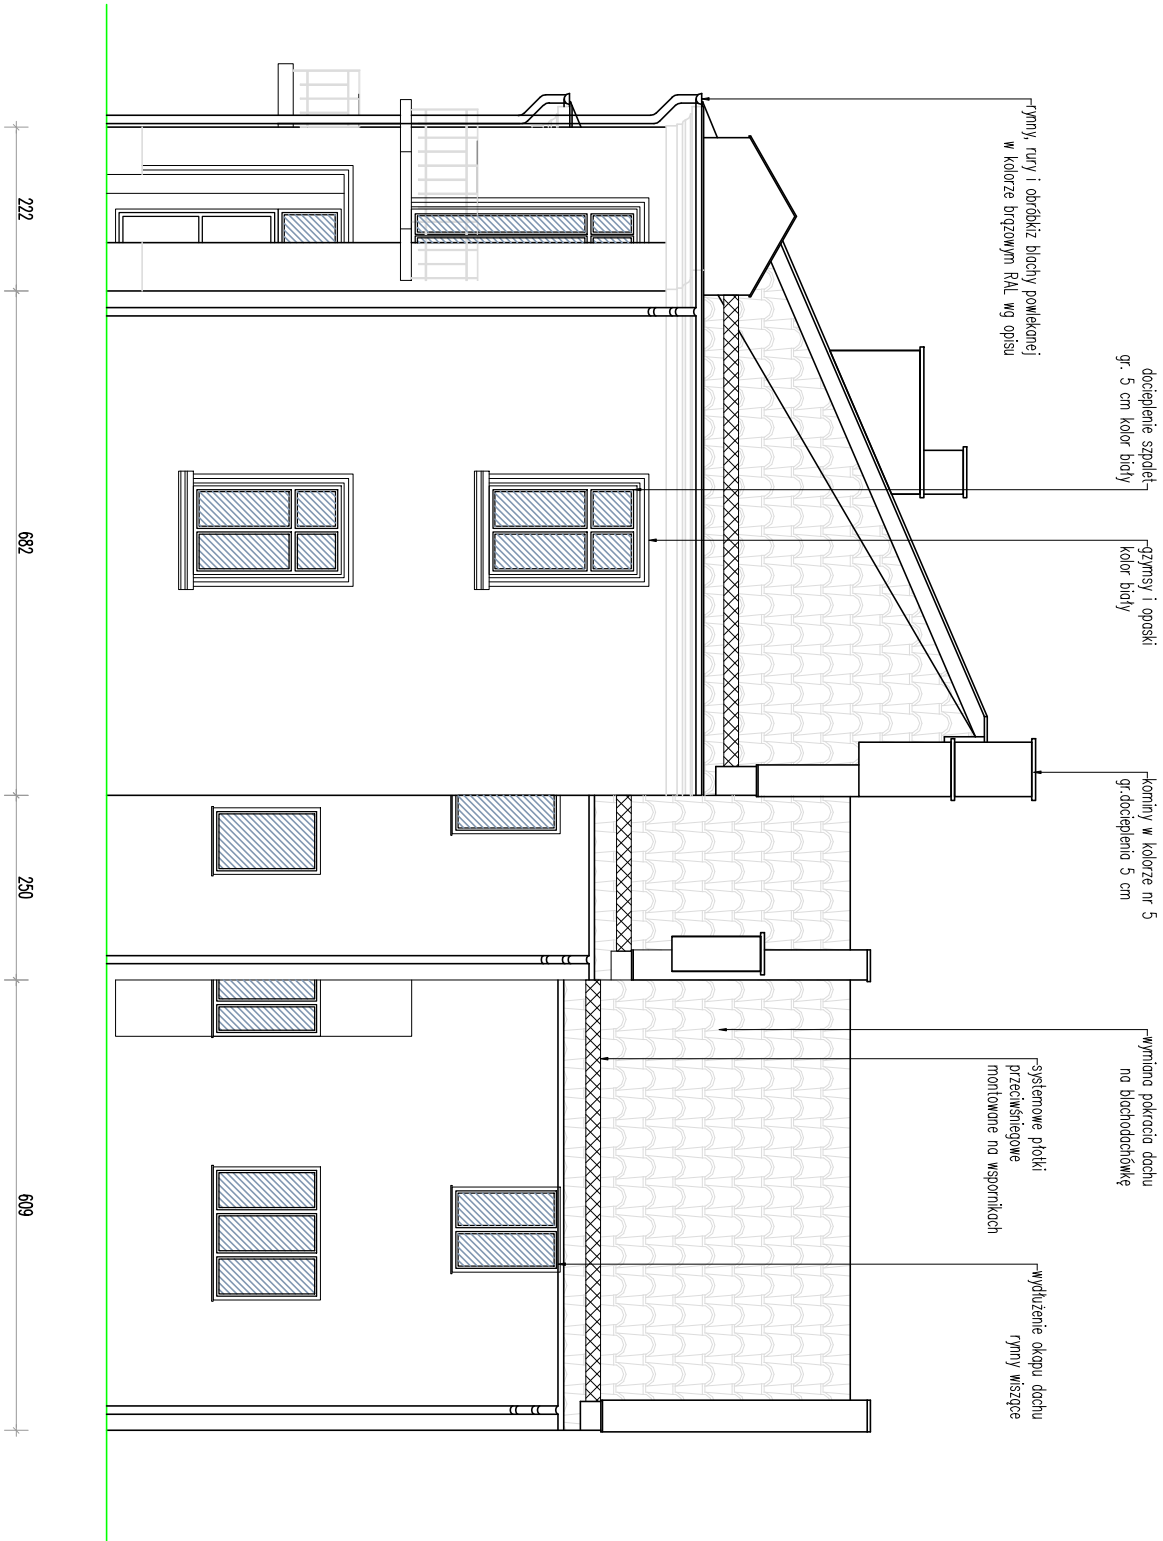 rynny, rury i obróbkiz blachy powlekanej
w kolorze brązowym RAL wg opisu
docieplenie szpalet
gr. 5 cm kolor biały
gzymsy i opaski
kolor biały
kominy w kolorze nr 5
gr.docieplenia 5 cm
wymiana pokracia dachu
na blachodachówkę
systemowe płotki
przeciwśniegowe
montowane na wspornikach
wydłużenie okapu dachu
rynny wiszące
222
682
250
609